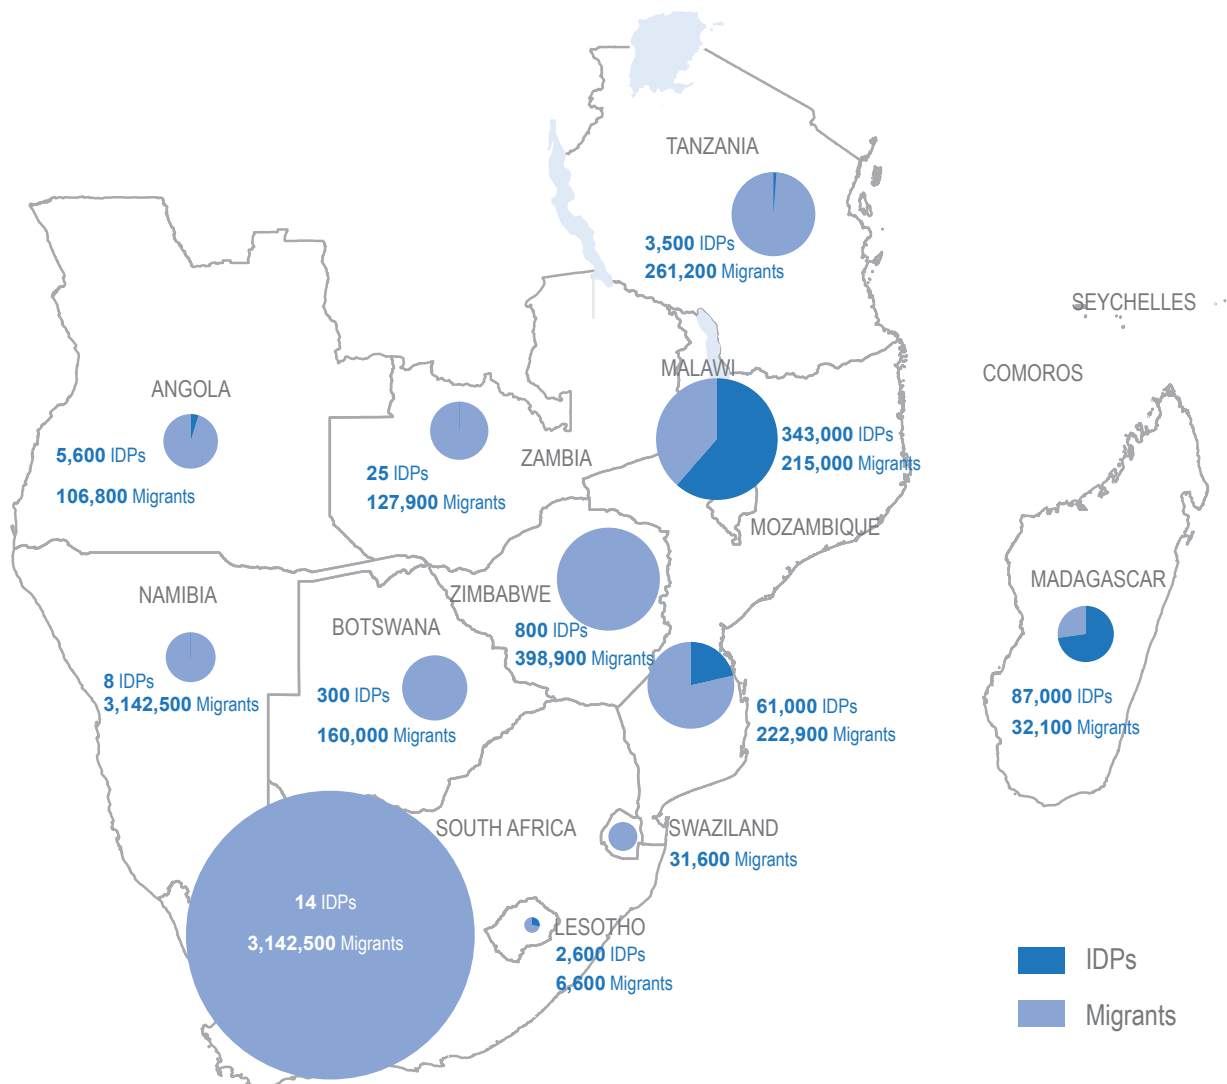 TANZANIA
3,500 IDPs
261,200 Migrants
SEYCHELLES
COMOROS
MALAWI
343,000 IDPs
215,000 Migrants
ANGOLA
5,600 IDPs
106,800 Migrants
ZAMBIA
25 IDPs
127,900 Migrants
MOZAMBIQUE
61,000 IDPs
222,900 Migrants
MADAGASCAR
87,000 IDPs
32,100 Migrants
NAMIBIA
8 IDPs
3,142,500 Migrants
BOTSWANA
300 IDPs
160,000 Migrants
ZIMBABWE
800 IDPs
398,900 Migrants
SOUTH AFRICA
14 IDPs
3,142,500 Migrants
SWAZILAND
31,600 Migrants
LESOTHO
2,600 IDPs
6,600 Migrants
IDPs
Migrants